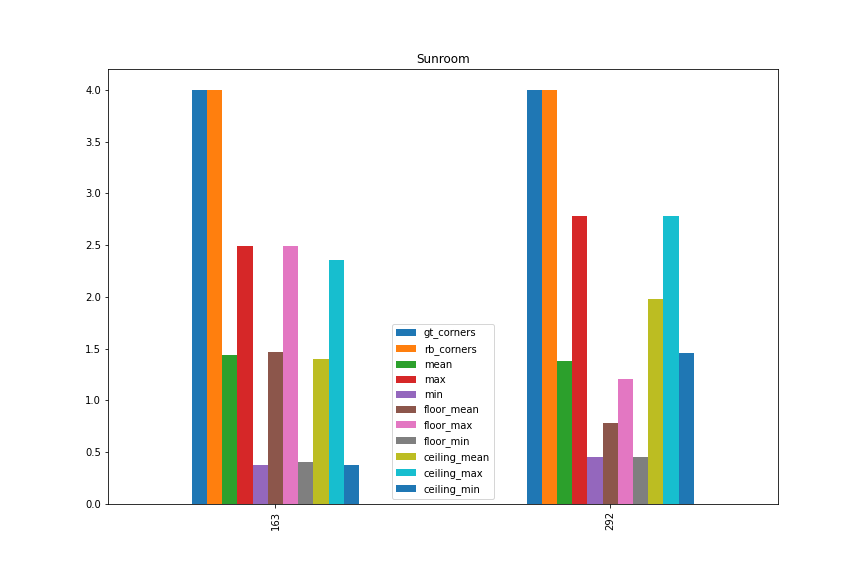 Sunroom
4.0
3.5
3.0
2.5
2.0
1.5
1.0
0.5
0.0
gt_corners
rb_corners
mean
max
min
floor_mean
floor_max
floor_min
ceiling_mean
ceiling_max
ceiling_min
163
292